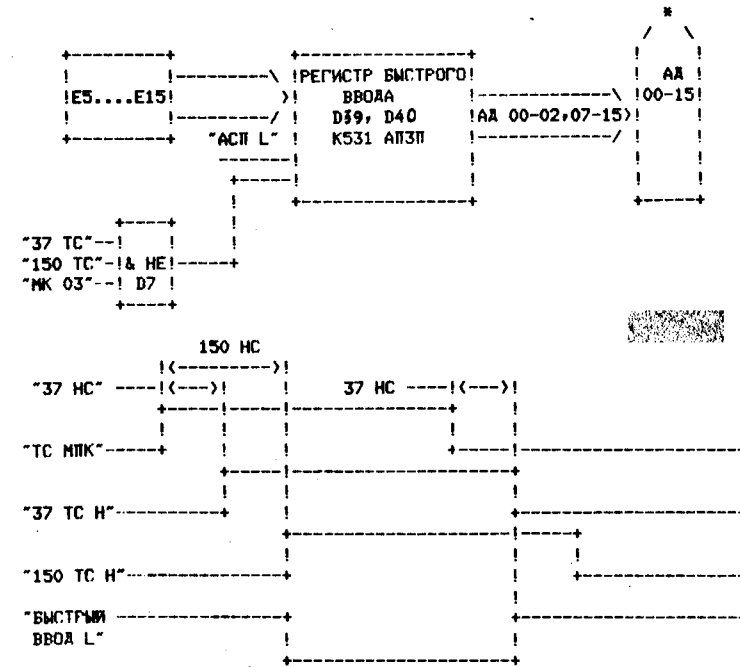 *
РЕГИСТР БЫСТРОГО
АД
E5....E15
ВВОДА
00-15
D39, D40
АД 00-02,07-15
"АСП L"
К531 АП3П
"37 ТС"
"150 ТС"
& НЕ
"МК 03"
D7
150 НС
"37 НС"
37 НС
"ТС МПК"
"37 ТС Н"
"150 ТС Н"
"БЫСТРЫЙ
ВВОД L"